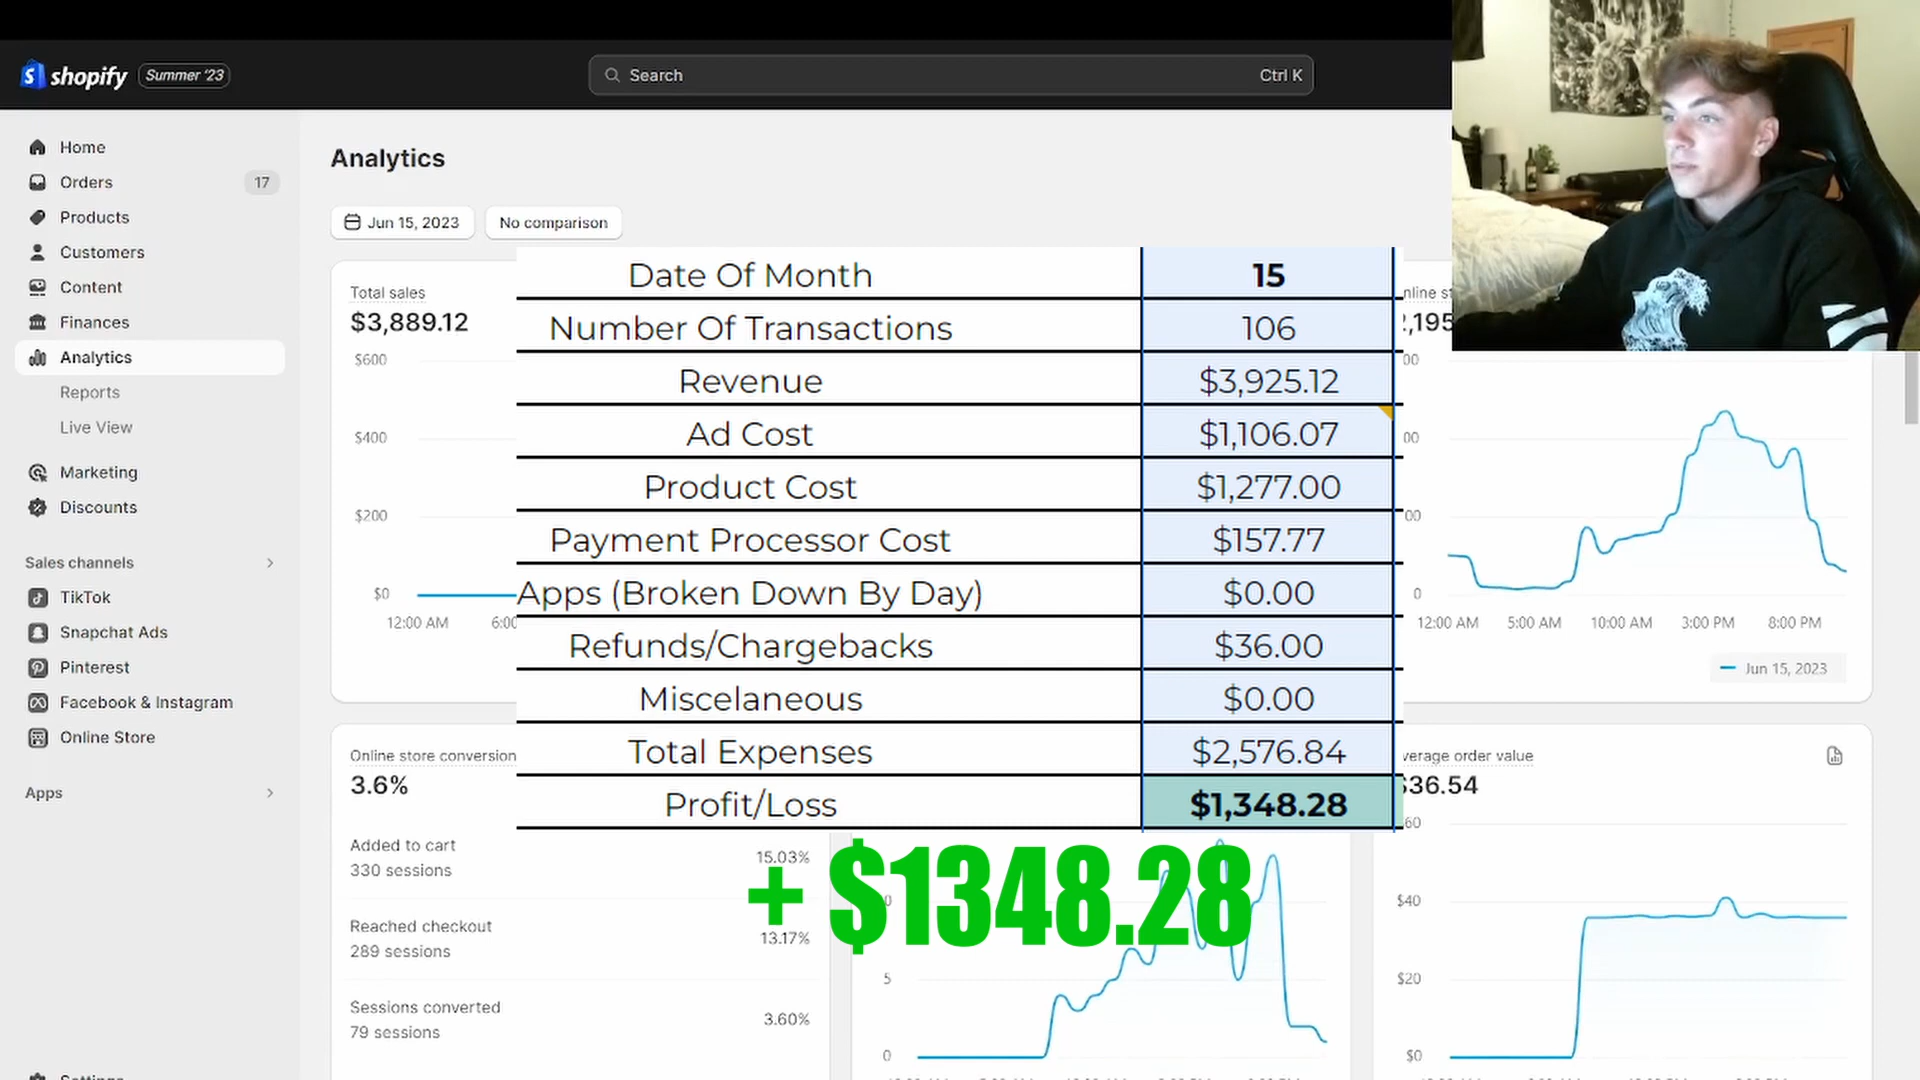 shopify Summer '23
Search Ctrl K
Home
Orders 17
Products
Customers
Content
Finances
Analytics
Reports
Live View
Marketing
Discounts
Sales channels
TikTok
Snapchat Ads
Pinterest
Facebook & Instagram
Online Store
Apps
Analytics
Jun 15, 2023 No comparison
Total sales
$3,889.12
$600
$400
$200
$0
12:00 AM
Date Of Month 15
Number Of Transactions 106
Revenue $3,925.12
Ad Cost $1,106.07
Product Cost $1,277.00
Payment Processor Cost $157.77
Apps (Broken Down By Day) $0.00
Refunds/Chargebacks $36.00
Miscelaneous $0.00
Total Expenses $2,576.84
Profit/Loss $1,348.28
+ $1348.28
0
12:00 AM 5:00 AM 10:00 AM 3:00 PM 8:00 PM
Jun 15, 2023
Online store conversion
3.6%
Added to cart
330 sessions
15.03%
Reached checkout
289 sessions
13.17%
Sessions converted
79 sessions
3.60%
5
0
verage order value
$36.54
$40
$20
$0